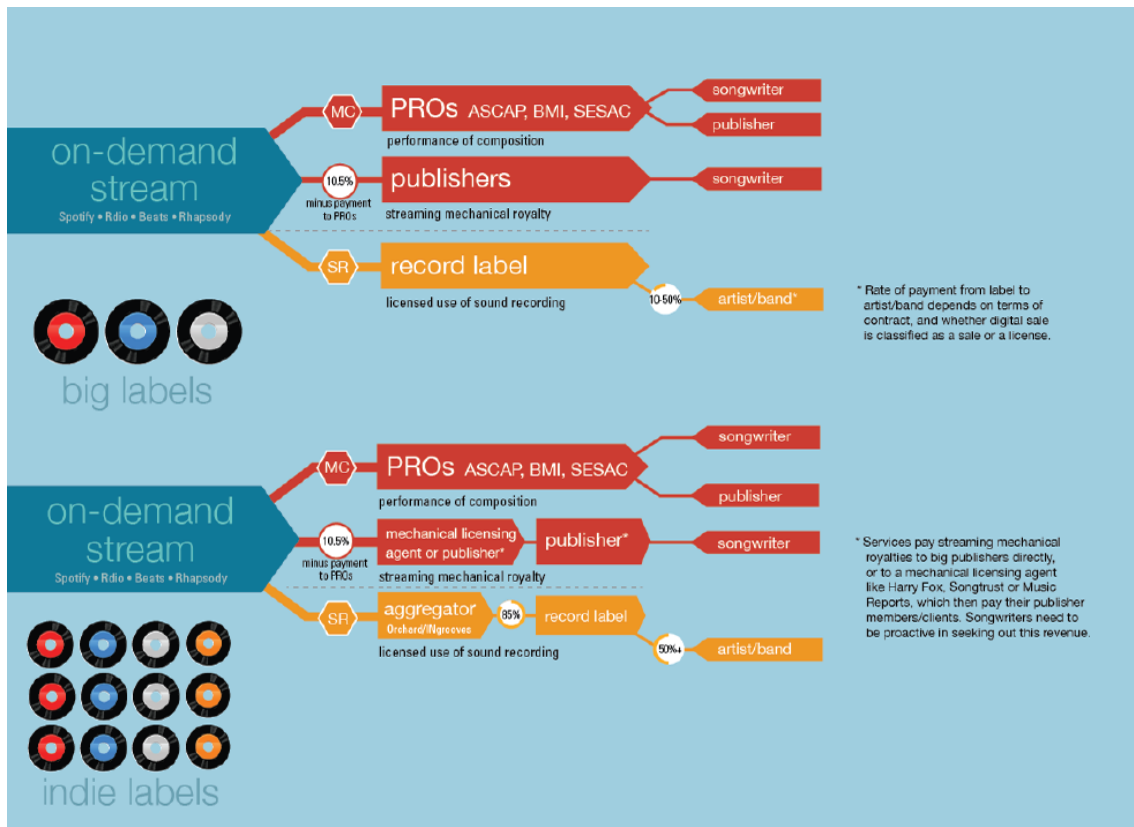 MC
PROs ASCAP, BMI, SESAC
songwriter
publisher
performance of composition
on-demand
stream
Spotify • Rdio • Beats • Rhapsody
10.5%
minus payment
to PROs
publishers
songwriter
streaming mechanical royalty
SR
record label
licensed use of sound recording
10-50%
artist/band*
* Rate of payment from label to
artist/band depends on terms of
contract, and whether digital sale
is classified as a sale or a license.
big labels
MC
PROs ASCAP, BMI, SESAC
songwriter
publisher
performance of composition
on-demand
stream
Spotify • Rdio • Beats • Rhapsody
10.5%
minus payment
to PROs
mechanical licensing
agent or publisher*
publisher*
songwriter
streaming mechanical royalty
* Services pay streaming mechanical
royalties to big publishers directly,
or to a mechanical licensing agent
like Harry Fox, Songtrust or Music
Reports, which then pay their publisher
members/clients. Songwriters need to
be proactive in seeking out this revenue.
SR
aggregator
Orchard/INgrooves
85%
record label
licensed use of sound recording
50%+
artist/band
indie labels